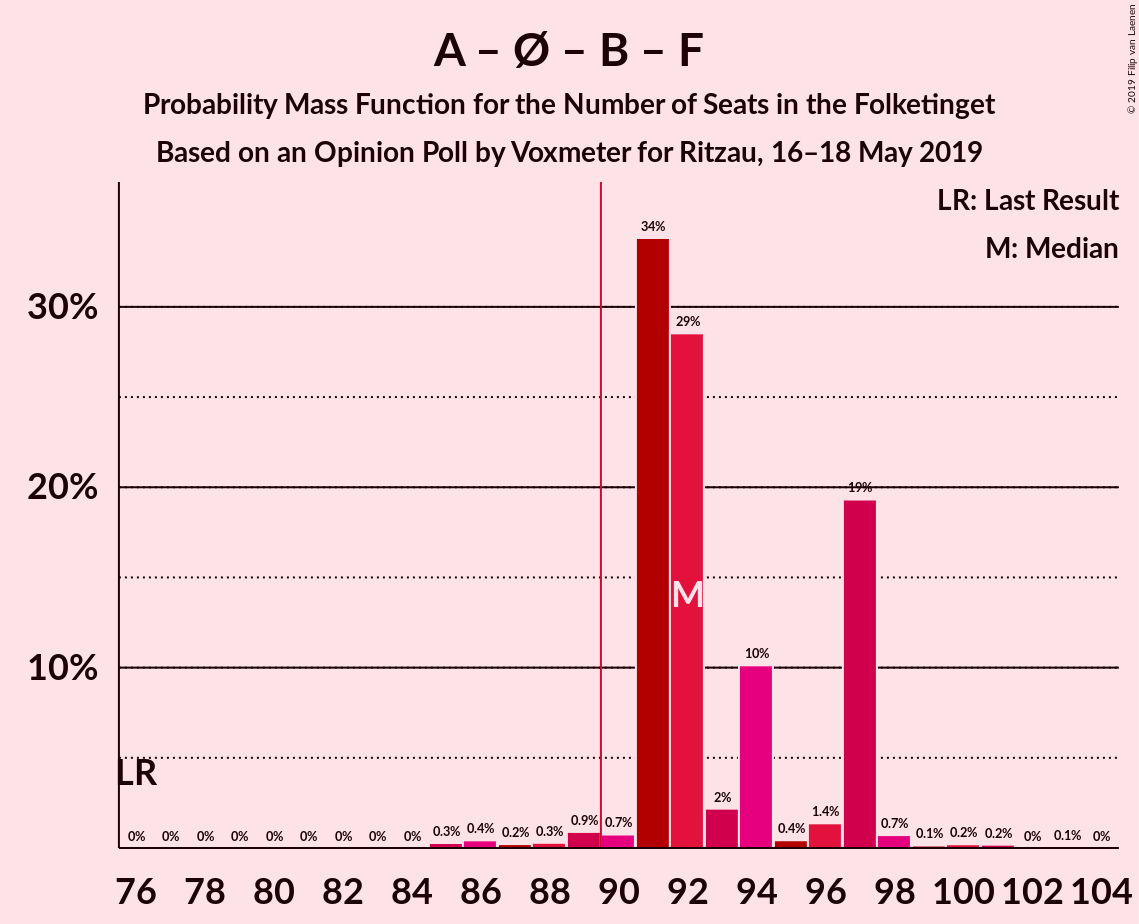 A – Ø – B – F
Probability Mass Function for the Number of Seats in the Folketinget
Based on an Opinion Poll by Voxmeter for Ritzau, 16–18 May 2019
© 2019 Filip van Laenen
LR: Last Result
M: Median
30%
20%
10%
34%
29%
19%
M
10%
LR
0% 0% 0% 0% 0% 0% 0% 0% 0% 0.3% 0.4% 0.2% 0.3% 0.9% 0.7% 2% 0.4% 1.4% 0.7% 0.1% 0.2% 0.2% 0% 0.1% 0%
76 78 80 82 84 86 88 90 92 94 96 98 100 102 104